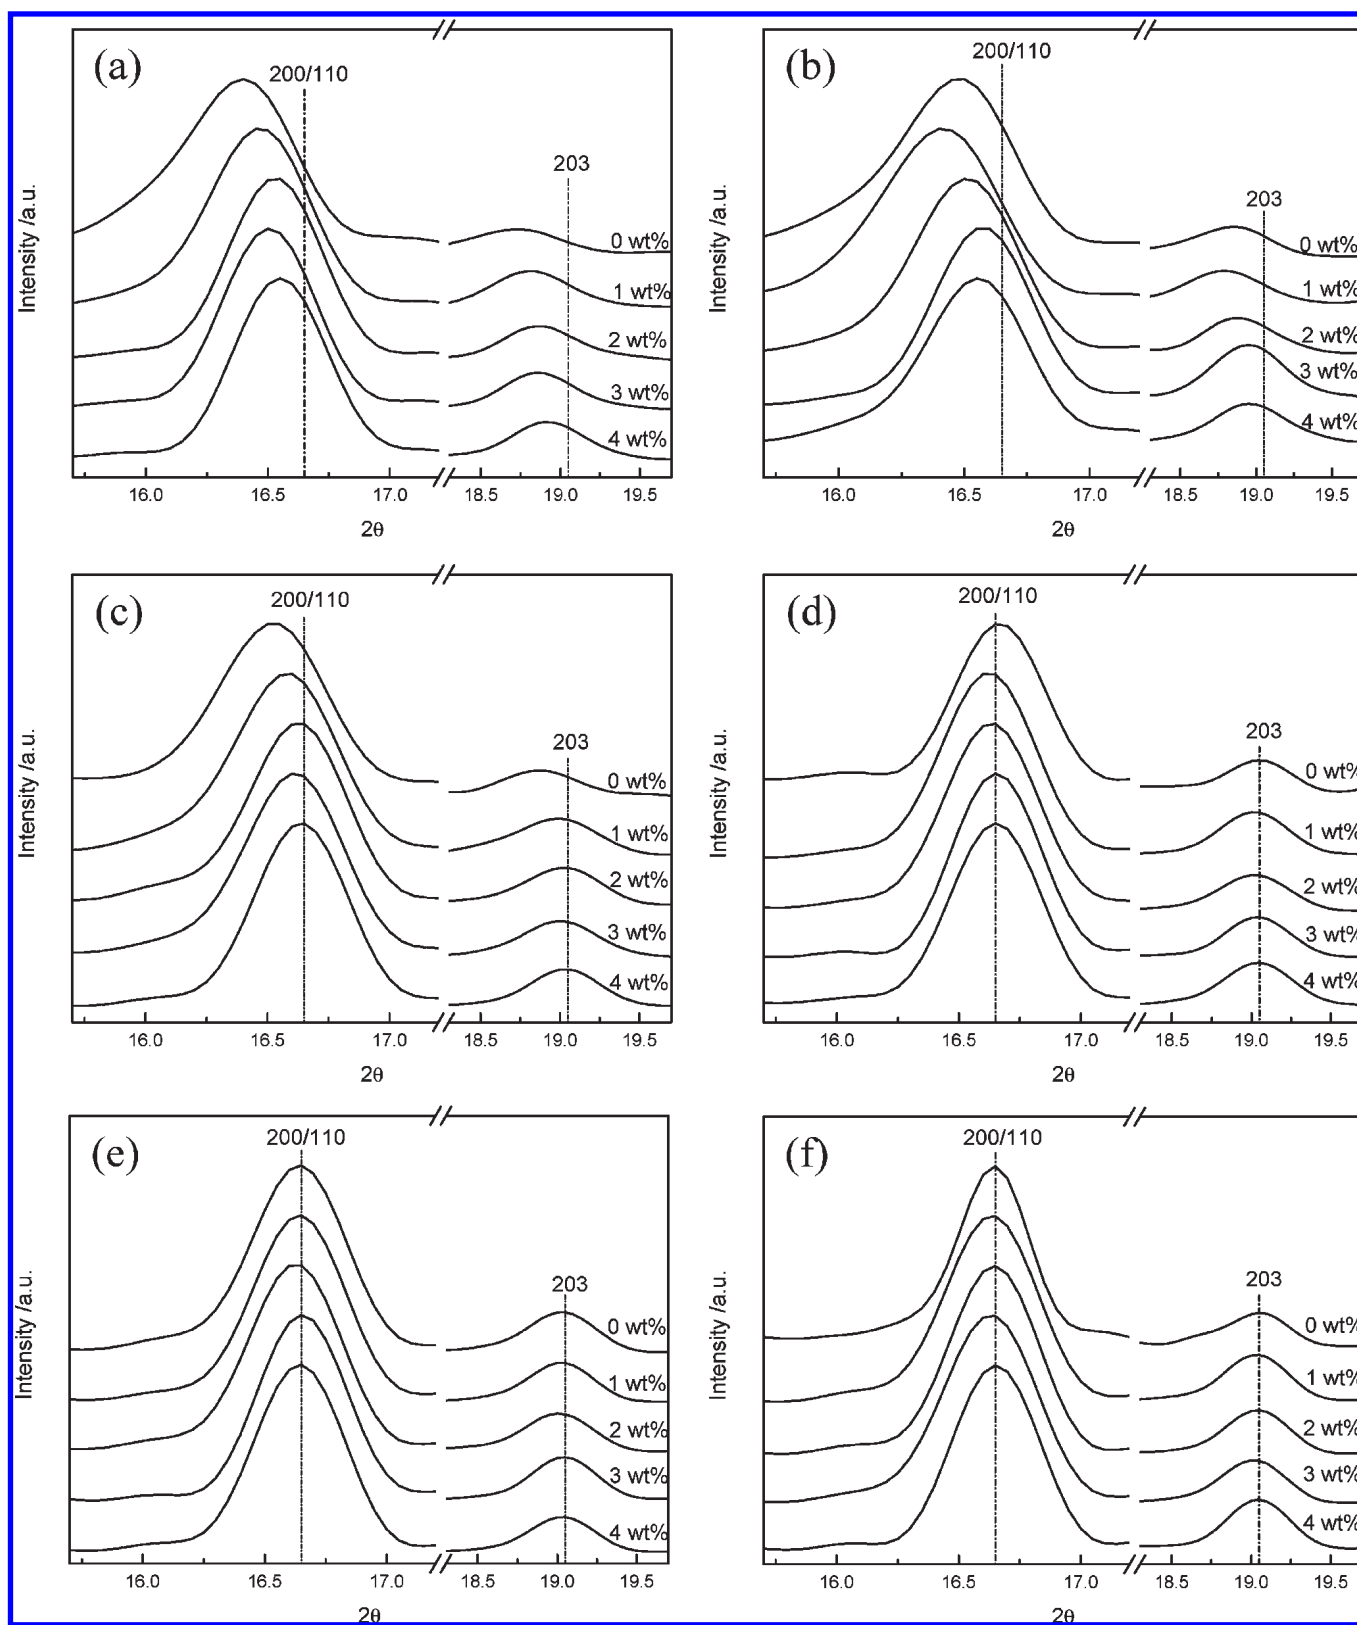 (a)
200/110
203
0 wt%
1 wt%
2 wt%
3 wt%
4 wt%
Intensity /a.u.
16.0 16.5 17.0 18.5 19.0 19.5
2θ
(b)
200/110
203
0 wt%
1 wt%
2 wt%
3 wt%
4 wt%
Intensity /a.u.
16.0 16.5 17.0 18.5 19.0 19.5
2θ
(c)
200/110
203
0 wt%
1 wt%
2 wt%
3 wt%
4 wt%
Intensity /a.u.
16.0 16.5 17.0 18.5 19.0 19.5
2θ
(d)
200/110
203
0 wt%
1 wt%
2 wt%
3 wt%
4 wt%
Intensity /a.u.
16.0 16.5 17.0 18.5 19.0 19.5
2θ
(e)
200/110
203
0 wt%
1 wt%
2 wt%
3 wt%
4 wt%
Intensity /a.u.
16.0 16.5 17.0 18.5 19.0 19.5
2θ
(f)
200/110
203
0 wt%
1 wt%
2 wt%
3 wt%
4 wt%
Intensity /a.u.
16.0 16.5 17.0 18.5 19.0 19.5
2θ